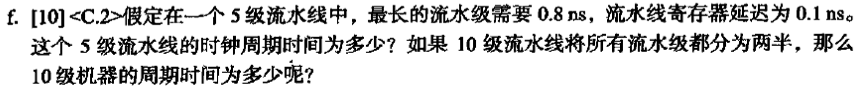 f. [10]<C.2>假定在一个 5 级流水线中，最长的流水级需要 0.8 ns，流水线寄存器延迟为 0.1 ns。
这个 5 级流水线的时钟周期时间为多少？如果 10 级流水线将所有流水级都分为两半，那么
10 级机器的周期时间为多少呢？